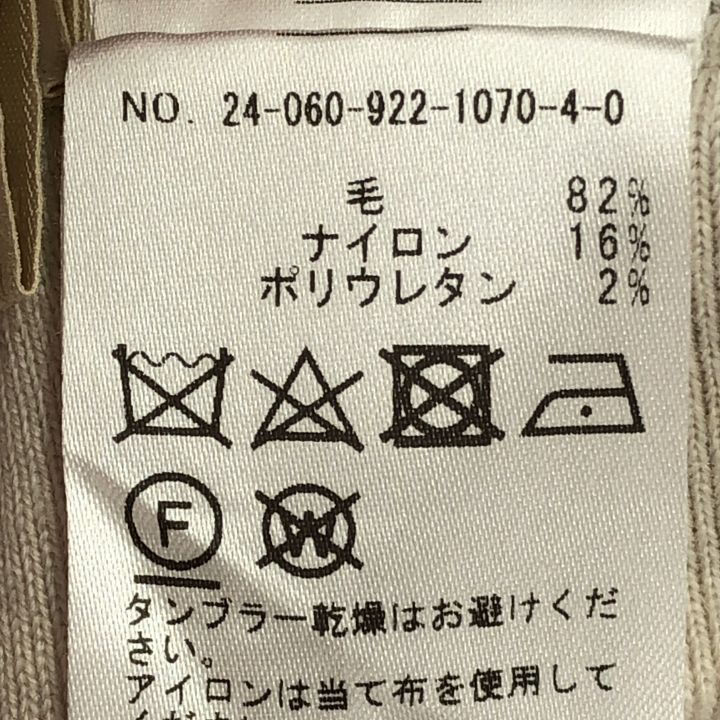 NO. 24-060-922-1070-4-0
毛 82%
ナイロン 16%
ポリウレタン 2%
F
W
タンブラー乾燥はお避けくだ
さい。
アイロンは当て布を使用して